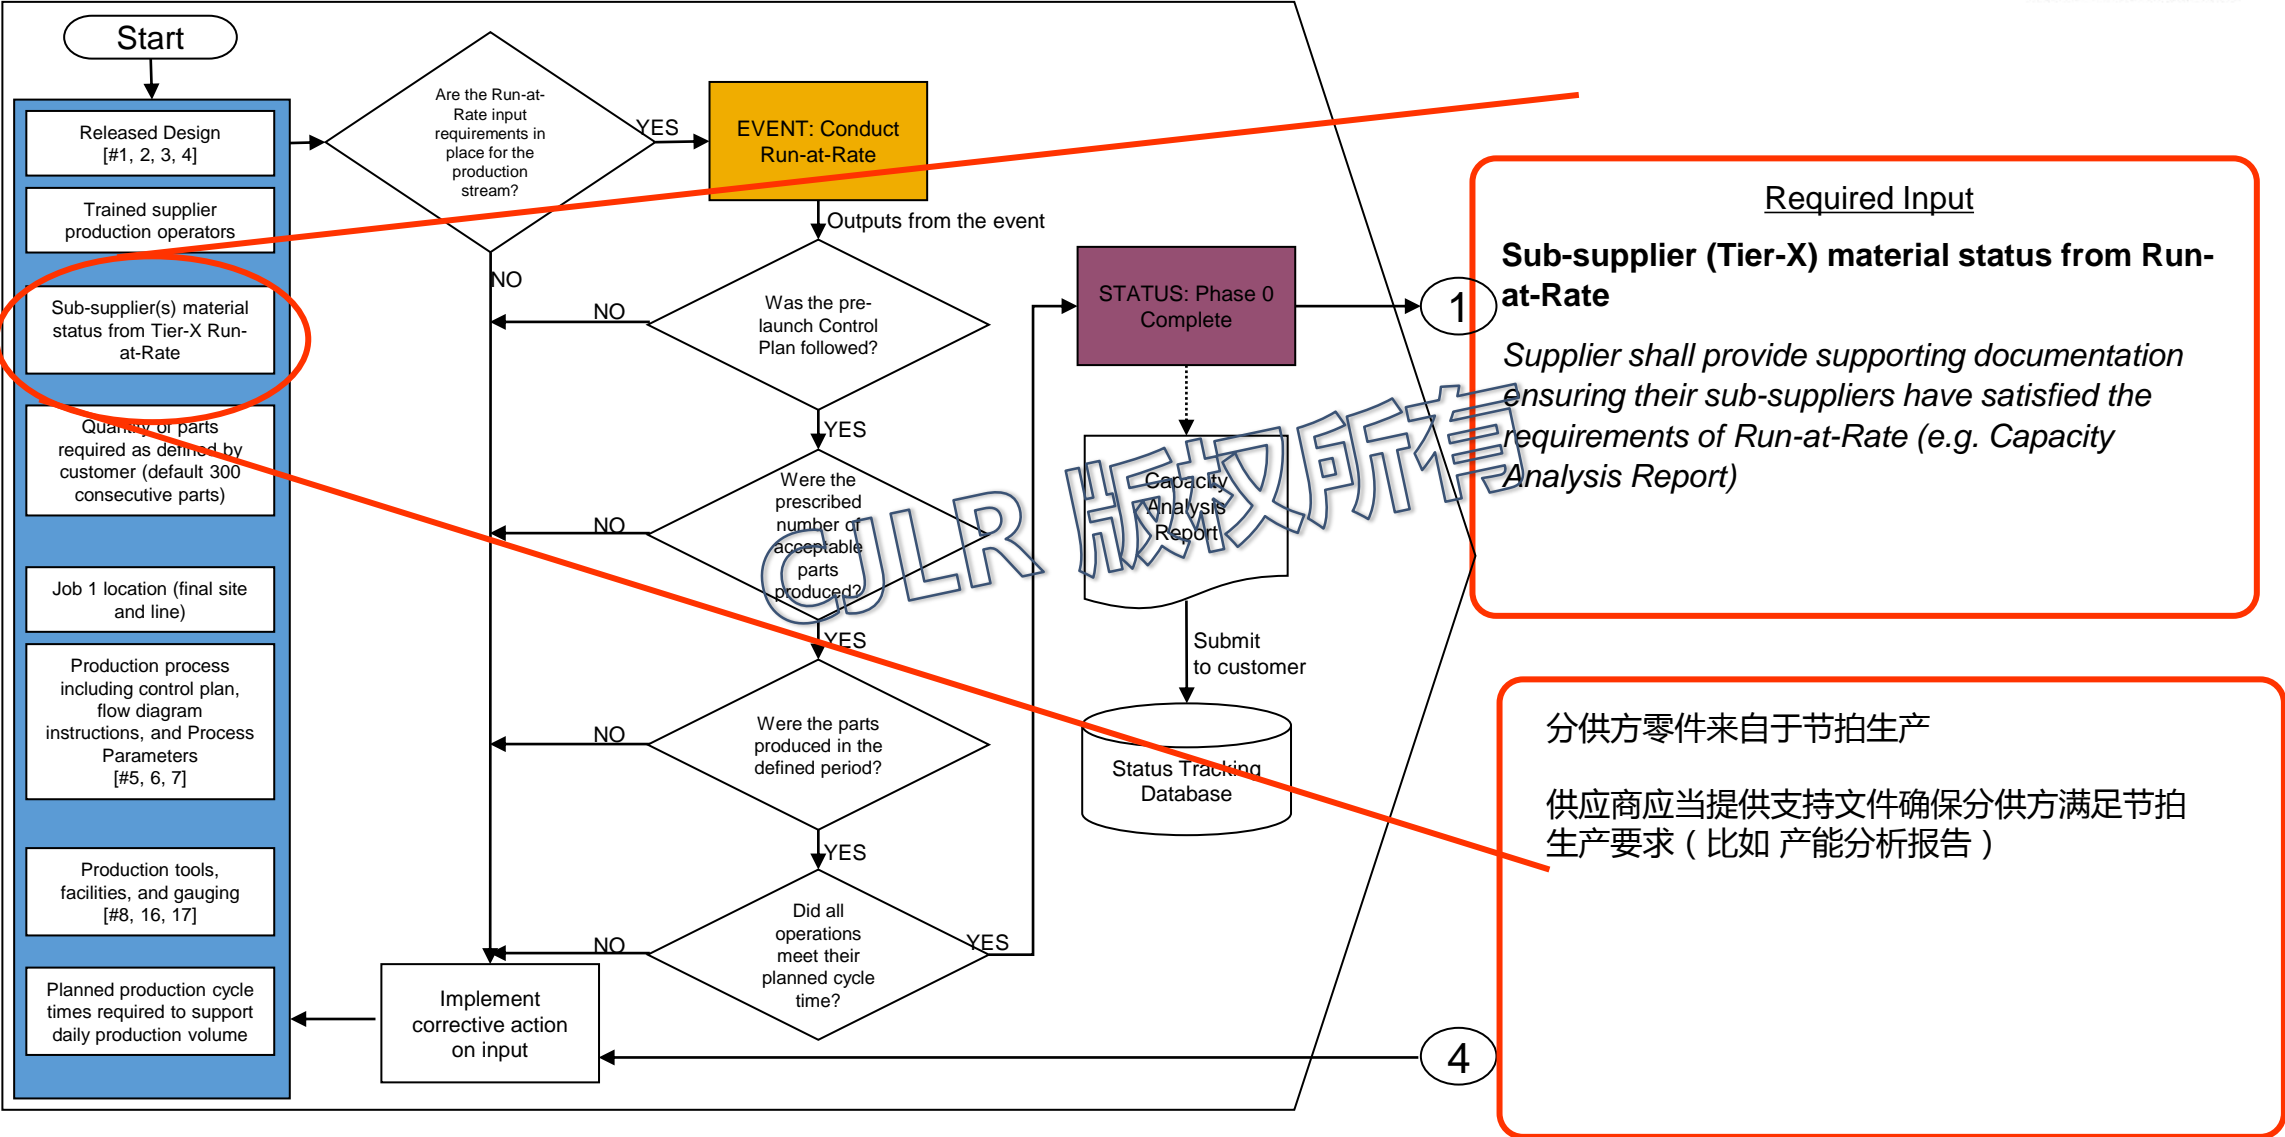 Start
Released Design
[#1, 2, 3, 4]
Trained supplier
production operators
Sub-supplier(s) material
status from Tier-X Run-
at-Rate
Quantity of parts
required as defined by
customer (default 300
consecutive parts)
Job 1 location (final site
and line)
Production process
including control plan,
flow diagram
instructions, and Process
Parameters
[#5, 6, 7]
Production tools,
facilities, and gauging
[#8, 16, 17]
Planned production cycle
times required to support
daily production volume
Are the Run-at-
Rate input
requirements in
place for the
production
stream?
YES
NO
EVENT: Conduct
Run-at-Rate
Outputs from the event
Was the pre-
launch Control
Plan followed?
NO
YES
Were the
prescribed
number of
acceptable
parts
produced?
NO
YES
Were the parts
produced in the
defined period?
NO
YES
Did all
operations
meet their
planned cycle
time?
NO
YES
Implement
corrective action
on input
STATUS: Phase 0
Complete
1
Capacity
Analysis
Report
Submit
to customer
Status Tracking
Database
4
CJLR 版权所有
Required Input
Sub-supplier (Tier-X) material status from Run-
at-Rate
Supplier shall provide supporting documentation
ensuring their sub-suppliers have satisfied the
requirements of Run-at-Rate (e.g. Capacity
Analysis Report)
分供方零件来自于节拍生产
供应商应当提供支持文件确保分供方满足节拍
生产要求（比如 产能分析报告）